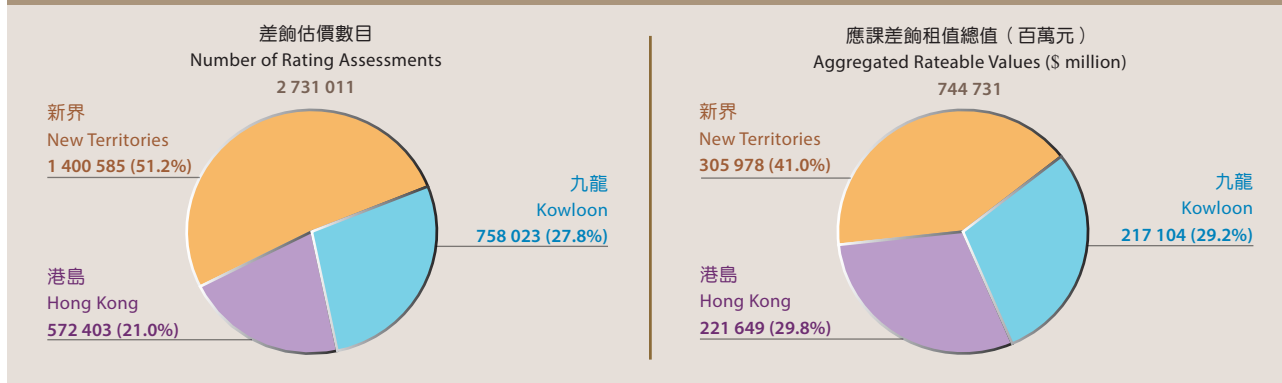 差餉估價數目
Number of Rating Assessments
2 731 011
新界
New Territories
1 400 585 (51.2%)
九龍
Kowloon
758 023 (27.8%)
港島
Hong Kong
572 403 (21.0%)
應課差餉租值總值（百萬元）
Aggregated Rateable Values ($ million)
744 731
新界
New Territories
305 978 (41.0%)
九龍
Kowloon
217 104 (29.2%)
港島
Hong Kong
221 649 (29.8%)